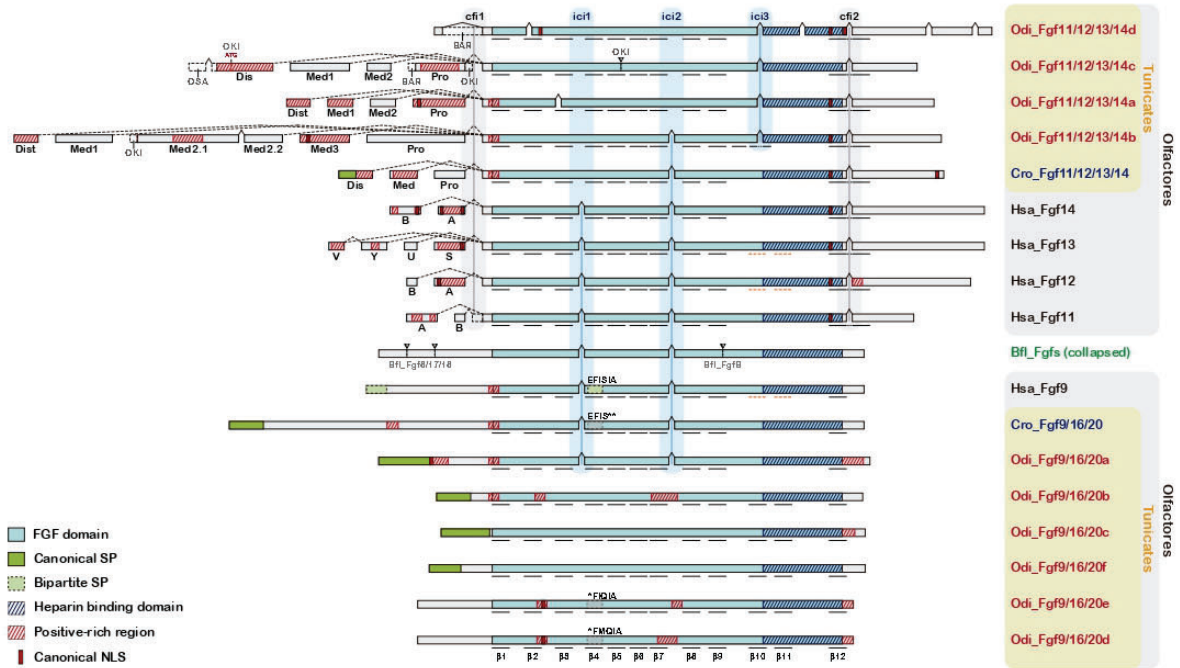 cfi1 ici1 ici2 ici3 cfi2
Odi_Fgf11/12/13/14d
BAR
OKI
ATG
OKI
Odi_Fgf11/12/13/14c
OSA
Dis Med1 Med2 BAR Pro OKI
Odi_Fgf11/12/13/14a
Dist Med1 Med2 Pro
Odi_Fgf11/12/13/14b
Dist Med1 OKI Med2.1 Med2.2 Med3 Pro
Cro_Fgf11/12/13/14
Dis Med Pro
Hsa_Fgf14
B A
Hsa_Fgf13
V Y U S
Hsa_Fgf12
B A
Hsa_Fgf11
A B
Bfl_Fgfs (collapsed)
Bfl_Fgf8/17/18
EFISIA
Hsa_Fgf9
EFIS^^
Cro_Fgf9/16/20
Odi_Fgf9/16/20a
Odi_Fgf9/16/20b
Odi_Fgf9/16/20c
Odi_Fgf9/16/20f
^FIQIA
Odi_Fgf9/16/20e
^FMQIA
Odi_Fgf9/16/20d
β1 β2 β3 β4 β5 β6 β7 β8 β9 β10 β11 β12
Tunicates
Olfactores
Tunicates
Olfactores
FGF domain
Canonical SP
Bipartite SP
Heparin binding domain
Positive-rich region
Canonical NLS